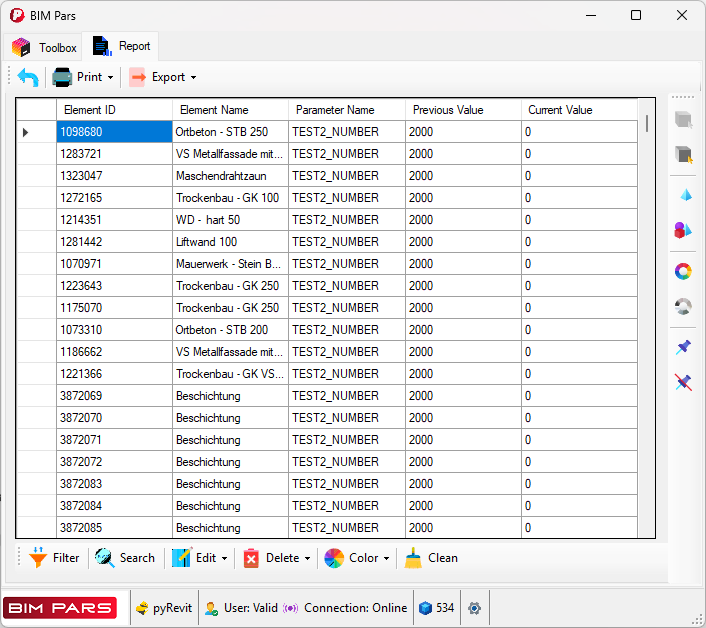 BIM Pars
Toolbox Report
Print Export
Element ID Element Name Parameter Name Previous Value Current Value
1098680 Ortbeton - STB 250 TEST2_NUMBER 2000 0
1283721 VS Metallfassade mit... TEST2_NUMBER 2000 0
1323047 Maschendrahtzaun TEST2_NUMBER 2000 0
1272165 Trockenbau - GK 100 TEST2_NUMBER 2000 0
1214351 WD - hart 50 TEST2_NUMBER 2000 0
1281442 Liftwand 100 TEST2_NUMBER 2000 0
1070971 Mauerwerk - Stein B... TEST2_NUMBER 2000 0
1223643 Trockenbau - GK 250 TEST2_NUMBER 2000 0
1175070 Trockenbau - GK 250 TEST2_NUMBER 2000 0
1073310 Ortbeton - STB 200 TEST2_NUMBER 2000 0
1186662 VS Metallfassade mit... TEST2_NUMBER 2000 0
1221366 Trockenbau - GK VS... TEST2_NUMBER 2000 0
3872069 Beschichtung TEST2_NUMBER 2000 0
3872070 Beschichtung TEST2_NUMBER 2000 0
3872071 Beschichtung TEST2_NUMBER 2000 0
3872072 Beschichtung TEST2_NUMBER 2000 0
3872083 Beschichtung TEST2_NUMBER 2000 0
3872084 Beschichtung TEST2_NUMBER 2000 0
3872085 Beschichtung TEST2_NUMBER 2000 0
Filter Search Edit Delete Color Clean
BIM PARS pyRevit User: Valid Connection: Online 534